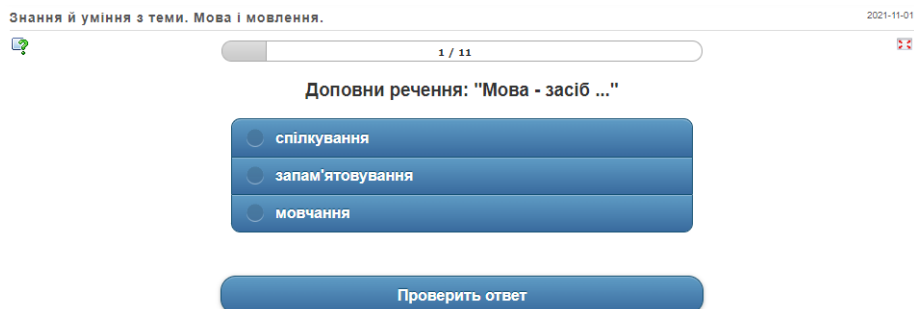 Знання й уміння з теми. Мова і мовлення.
2021-11-01
1 / 11
Доповни речення: "Мова - засіб ..."
спілкування
запам'ятовування
мовчання
Проверить ответ